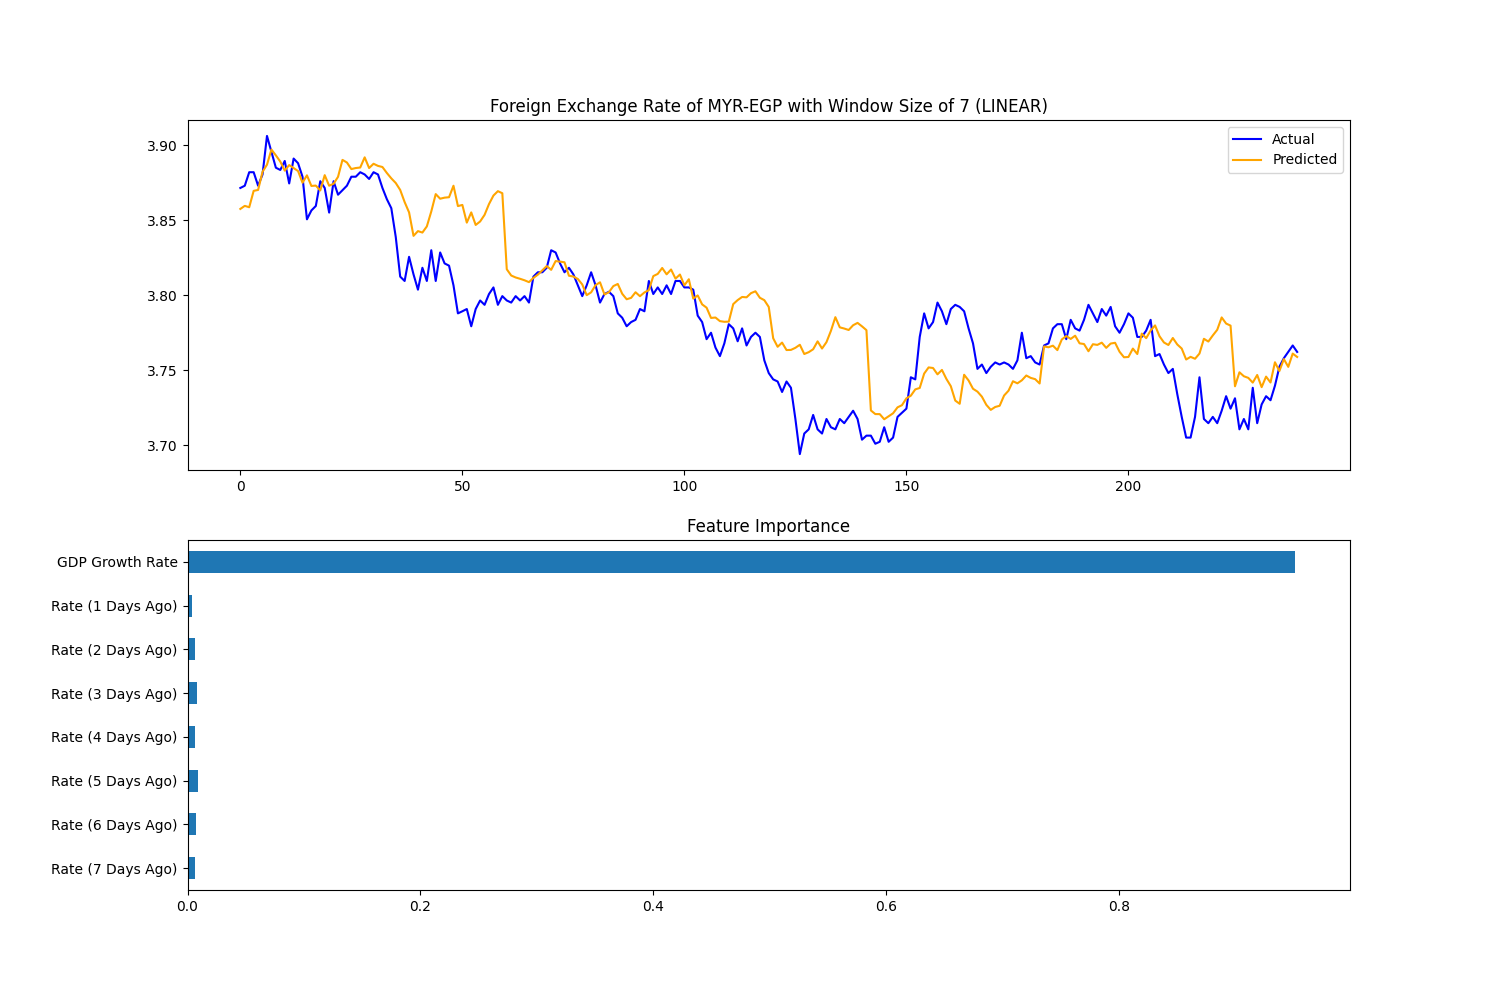 Foreign Exchange Rate of MYR-EGP with Window Size of 7 (LINEAR)
Actual
Predicted
3.90
3.85
3.80
3.75
3.70
0 50 100 150 200
Feature Importance
GDP Growth Rate
Rate (1 Days Ago)
Rate (2 Days Ago)
Rate (3 Days Ago)
Rate (4 Days Ago)
Rate (5 Days Ago)
Rate (6 Days Ago)
Rate (7 Days Ago)
0.0 0.2 0.4 0.6 0.8